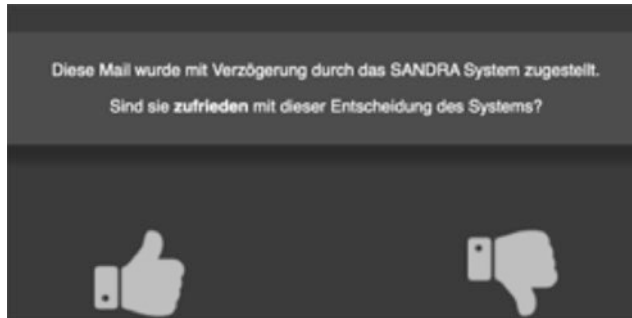 Diese Mail wurde mit Verzögerung durch das SANDRA System zugestellt.
Sind sie zufrieden mit dieser Entscheidung des Systems?